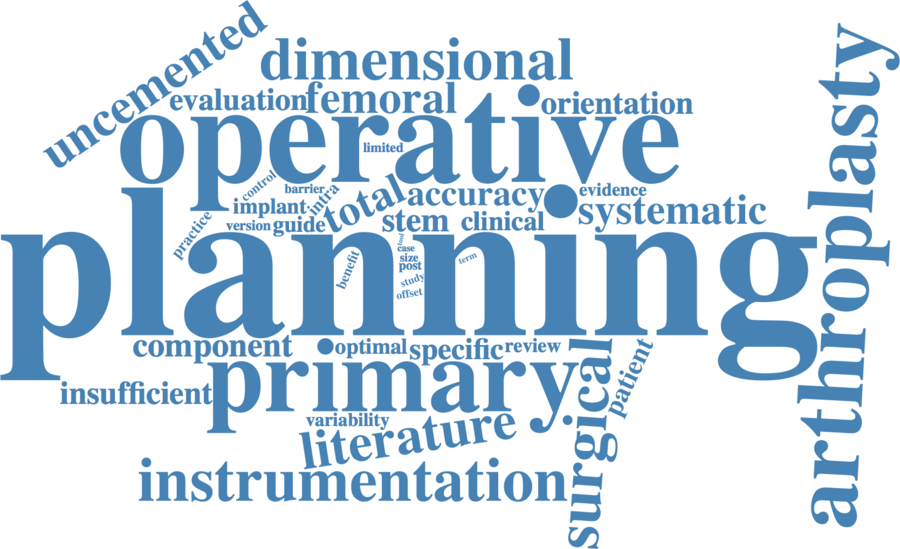 uncemented
dimensional
evaluation
femoral
orientation
operative
arthroplasty
limited
control
barrier
intra
total
accuracy
evidence
implant
systematic
practice
version
guide
stem
clinical
planning
case
size
post
term
benefit
study
offset
component
optimal
specific
review
insufficient
primary
surgical
patient
variability
literature
instrumentation